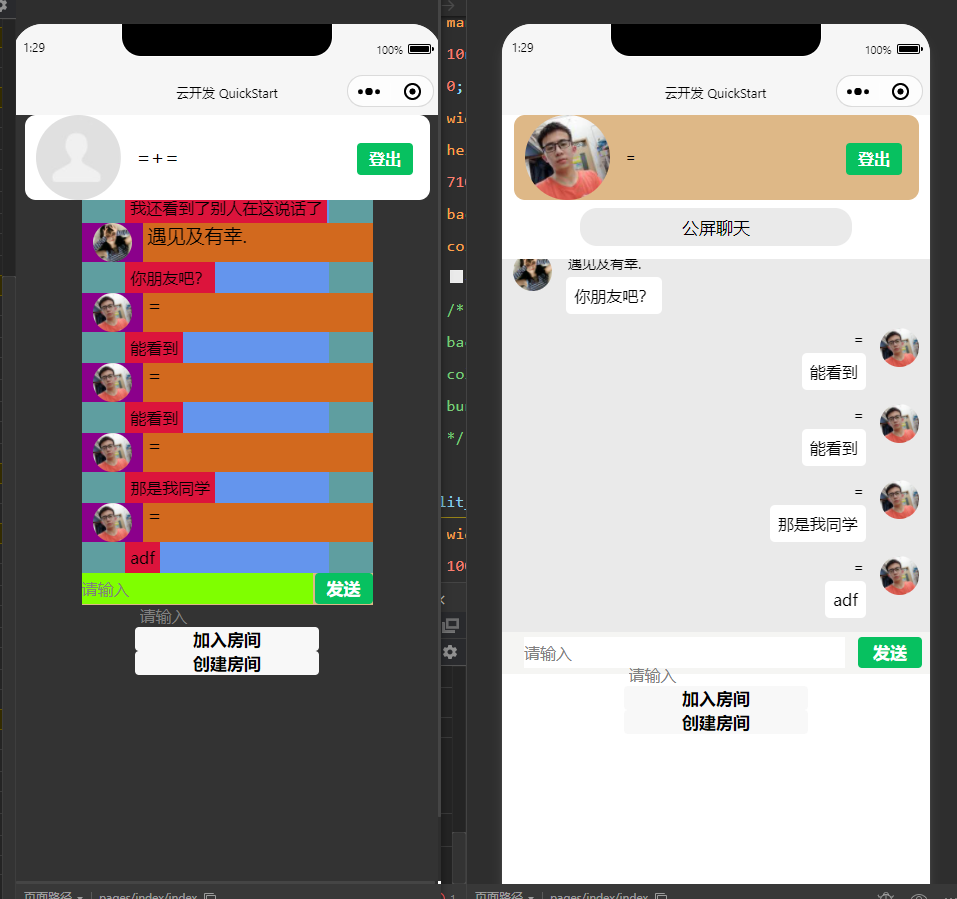 1:29
100%
云开发 QuickStart
= + =
登出
我还看到了别人在这说话了
遇见及有幸.
你朋友吧？
=
能看到
=
能看到
=
那是我同学
=
adf
请输入
发送
请输入
加入房间
创建房间
页面路径
pages/index/index
ma
10
0;
wi
he
710
ba
co
/*
ba
co
bu
*/
lit_
wi
100
1
1:29
100%
云开发 QuickStart
=
登出
公屏聊天
遇见及有幸.
你朋友吧？
=
能看到
=
能看到
=
那是我同学
=
adf
请输入
发送
请输入
加入房间
创建房间
页面路径
pages/index/index